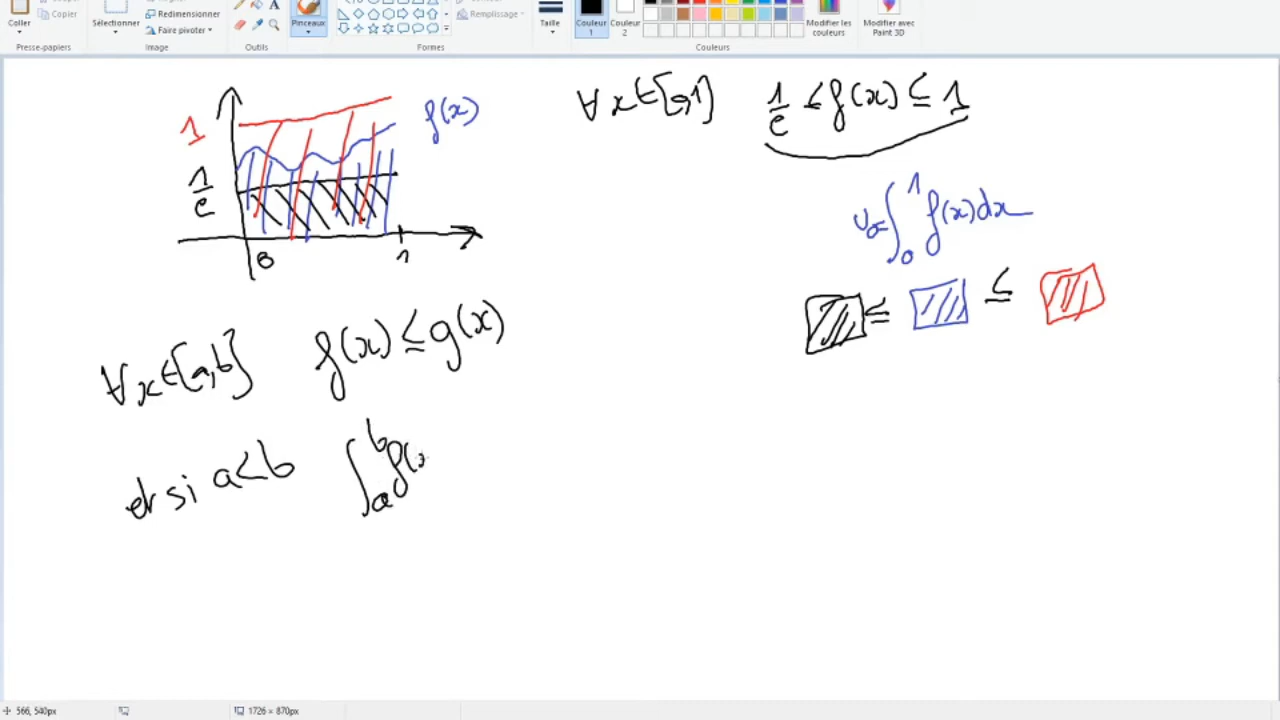 Coller
Copier
Presse-papiers
Sélectionner
Redimensionner
Faire pivoter
Image
Outils
Pinceaux
Formes
Remplissage
Taille
Couleur 1
Couleur 2
Couleurs
Modifier les couleurs
Modifier avec Paint 3D
1
1/e
0
1
f(x)
∀x∈[0,1] 1/e ≤ f(x) ≤ 1
U₀=∫₀¹ f(x)dx
≤ ≤
∀x∈[a,b] f(x) ≤ g(x)
et si a<b ∫ₐᵇ f(x
566, 540px
1726 × 870px